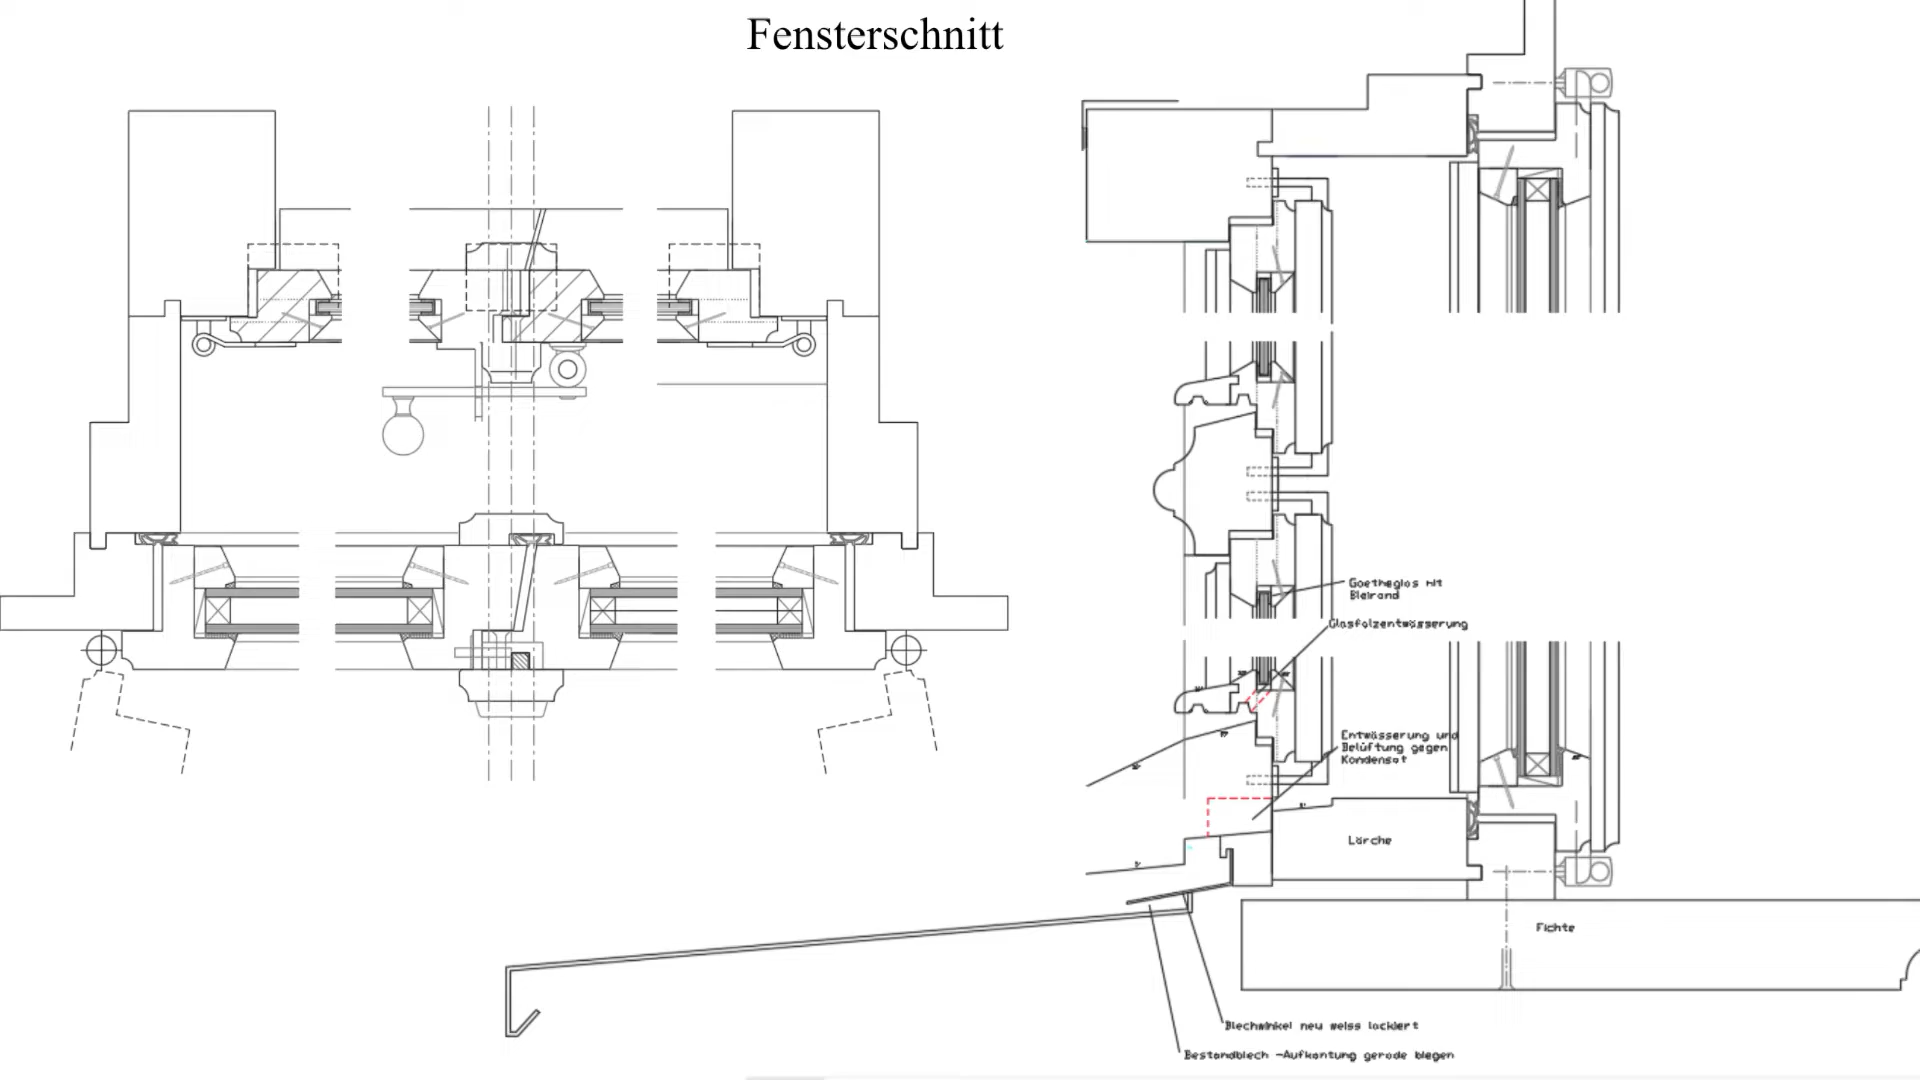 Fensterschnitt
Goetheglas mit
Bleirand
Glasfalzentwässerung
Entwässerung und
Belüftung gegen
Kondensat
Lärche
Fichte
Blechwinkel neu weiss lackiert
Bestandblech -Aufkantung gerade biegen